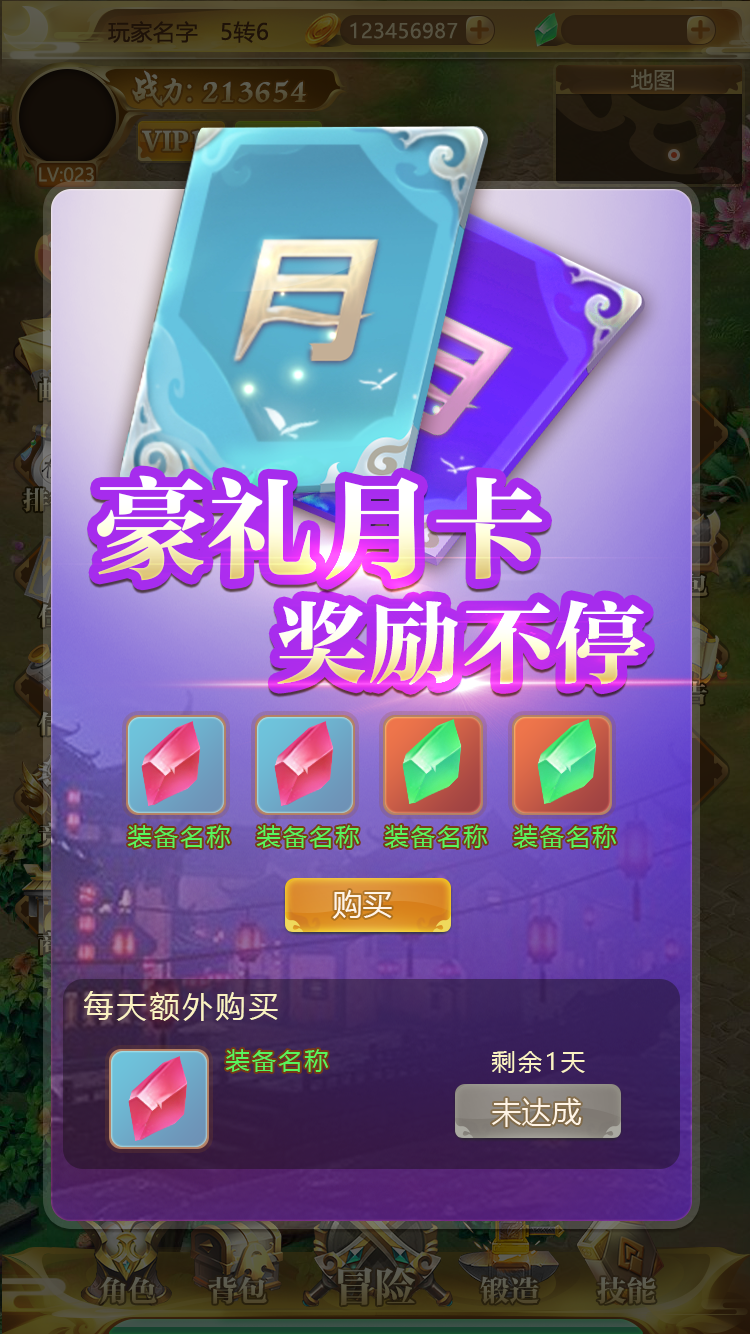 玩家名字 5转6 123456987
战力: 213654
地图
VIP
LV:023
月
月
豪礼月卡
奖励不停
装备名称 装备名称 装备名称 装备名称
购买
每天额外购买
装备名称 剩余1天
未达成
角色 背包 冒险 锻造 技能